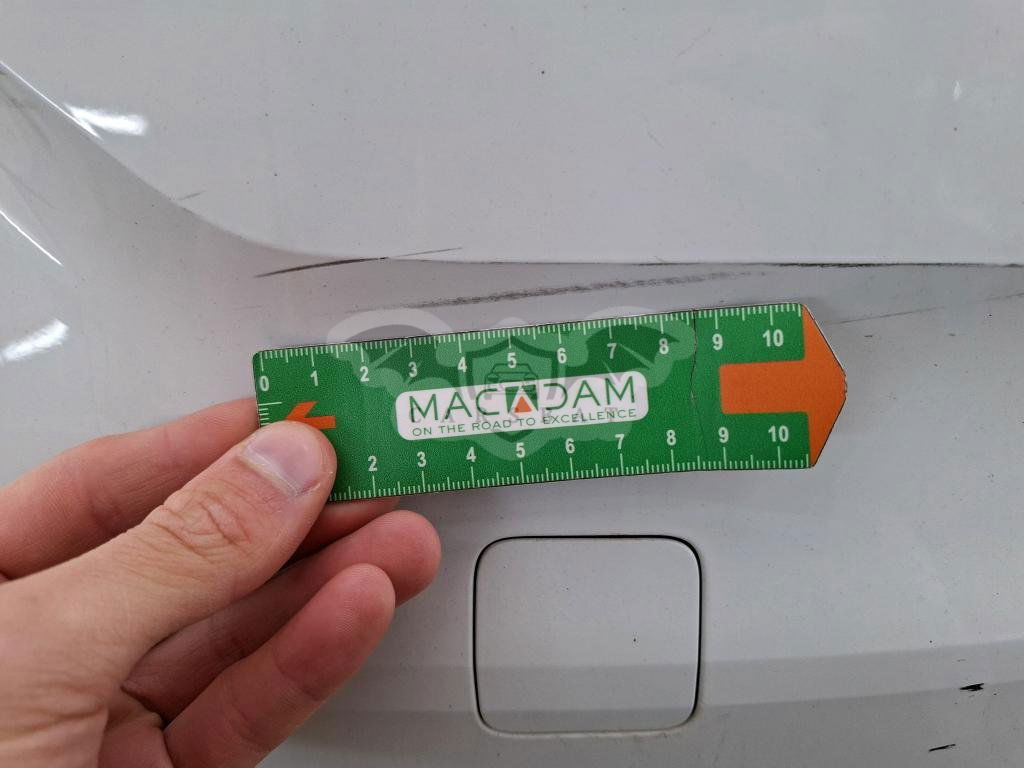 0 1 2 3 4 5 6 7 8 9 10
MACADAM
ON THE ROAD TO EXCELLENCE
2 3 4 5 6 7 8 9 10